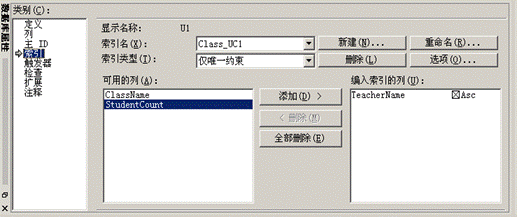 类别(C):
定义
列
主 ID
索引
触发器
检查
扩展
注释
数据库属性
显示名称: U1
索引名(X): Class_UC1 新建(N)... 重命名(R)...
索引类型(T): 仅唯一约束 删除(L) 选项(O)...
可用的列(A):
ClassName
StudentCount
添加(D) >
< 删除(M)
全部删除(E)
编入索引的列(V):
TeacherName Asc